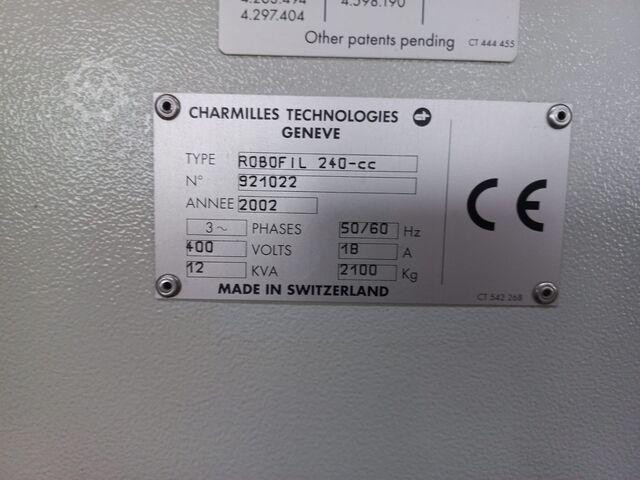 4.297.404
Other patents pending CT 444 455
CHARMILLES TECHNOLOGIES
GENEVE
TYPE ROBOFIL 240-cc
N° 921022
ANNEE 2002
3~ PHASES 50/60 Hz
400 VOLTS 18 A
12 KVA 2100 Kg
MADE IN SWITZERLAND
CE
CT 542 268